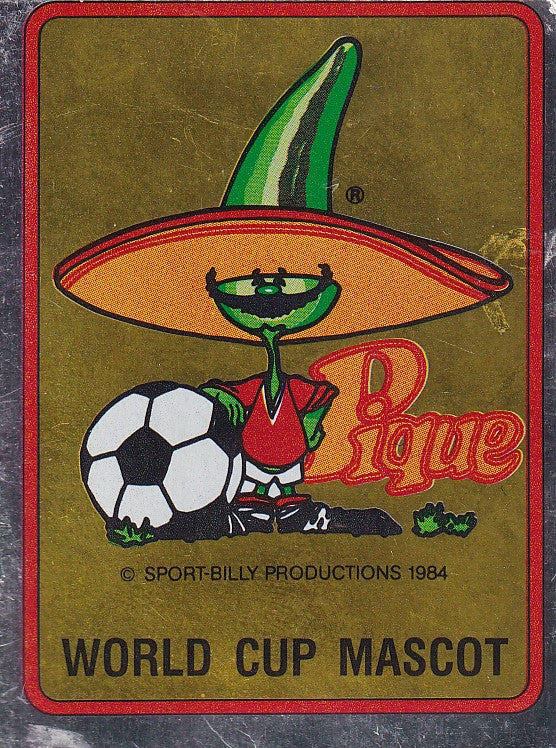 ®
Pique
© SPORT-BILLY PRODUCTIONS 1984
WORLD CUP MASCOT